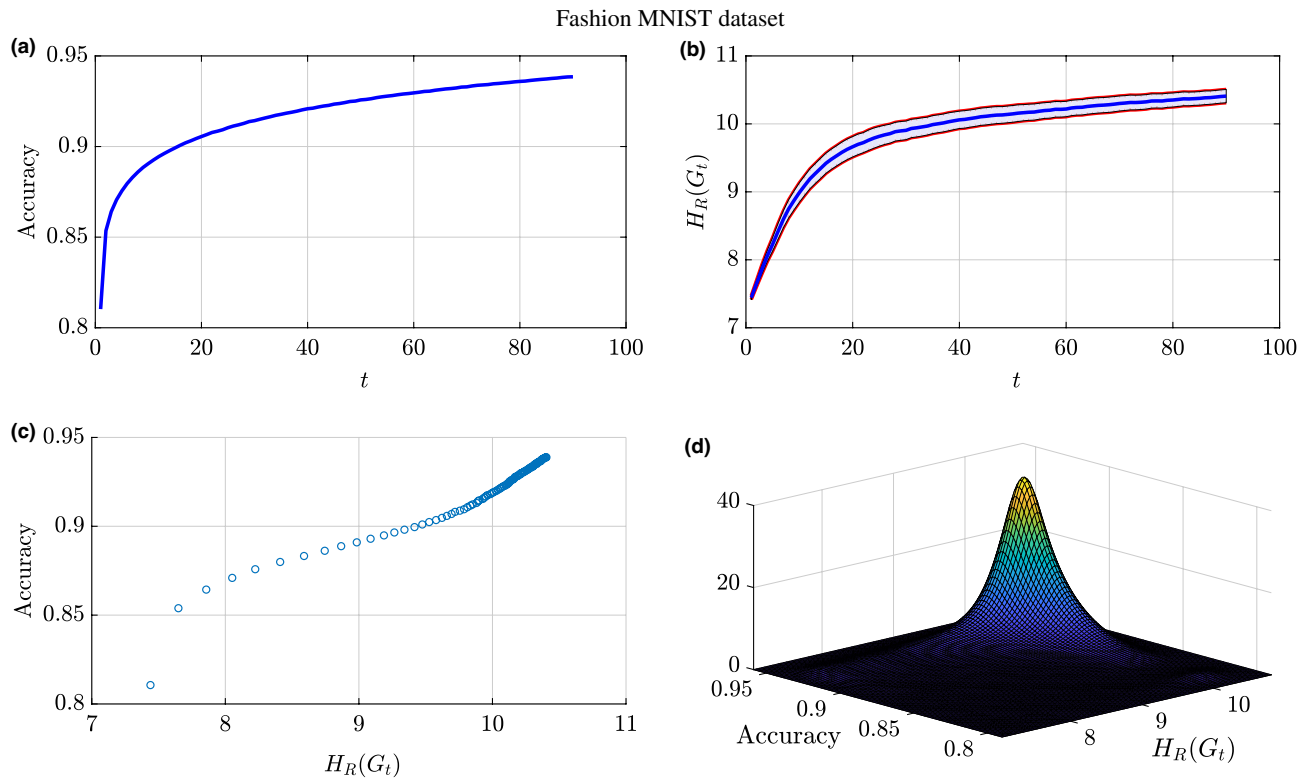 Fashion MNIST dataset
(a)
0.95
0.9
0.85
0.8
Accuracy
0 20 40 60 80 100
t
(b)
11
10
9
8
7
H_R(G_t)
0 20 40 60 80 100
t
(c)
0.95
0.9
0.85
0.8
Accuracy
7 8 9 10 11
H_R(G_t)
(d)
40
20
0
0.95
0.9
0.85
0.8
Accuracy
8
9
10
H_R(G_t)